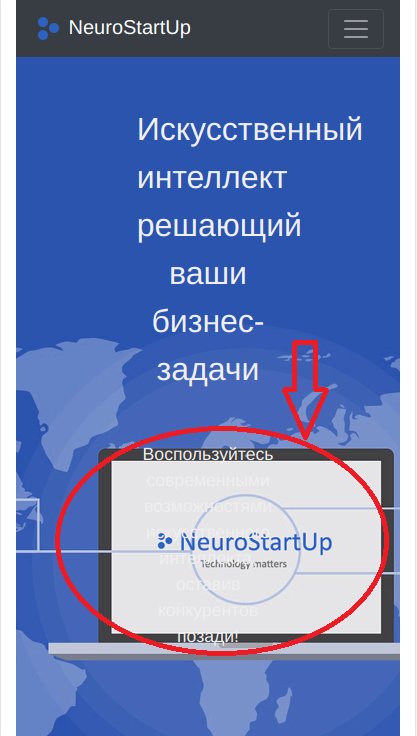 NeuroStartUp
Искусственный
интеллект
решающий
ваши
бизнес-
задачи
Воспользуйтесь
современными
возможностями
искусственного
NeuroStartUp
интеллекта,
Technology matters
оставив
конкурентов
позади!